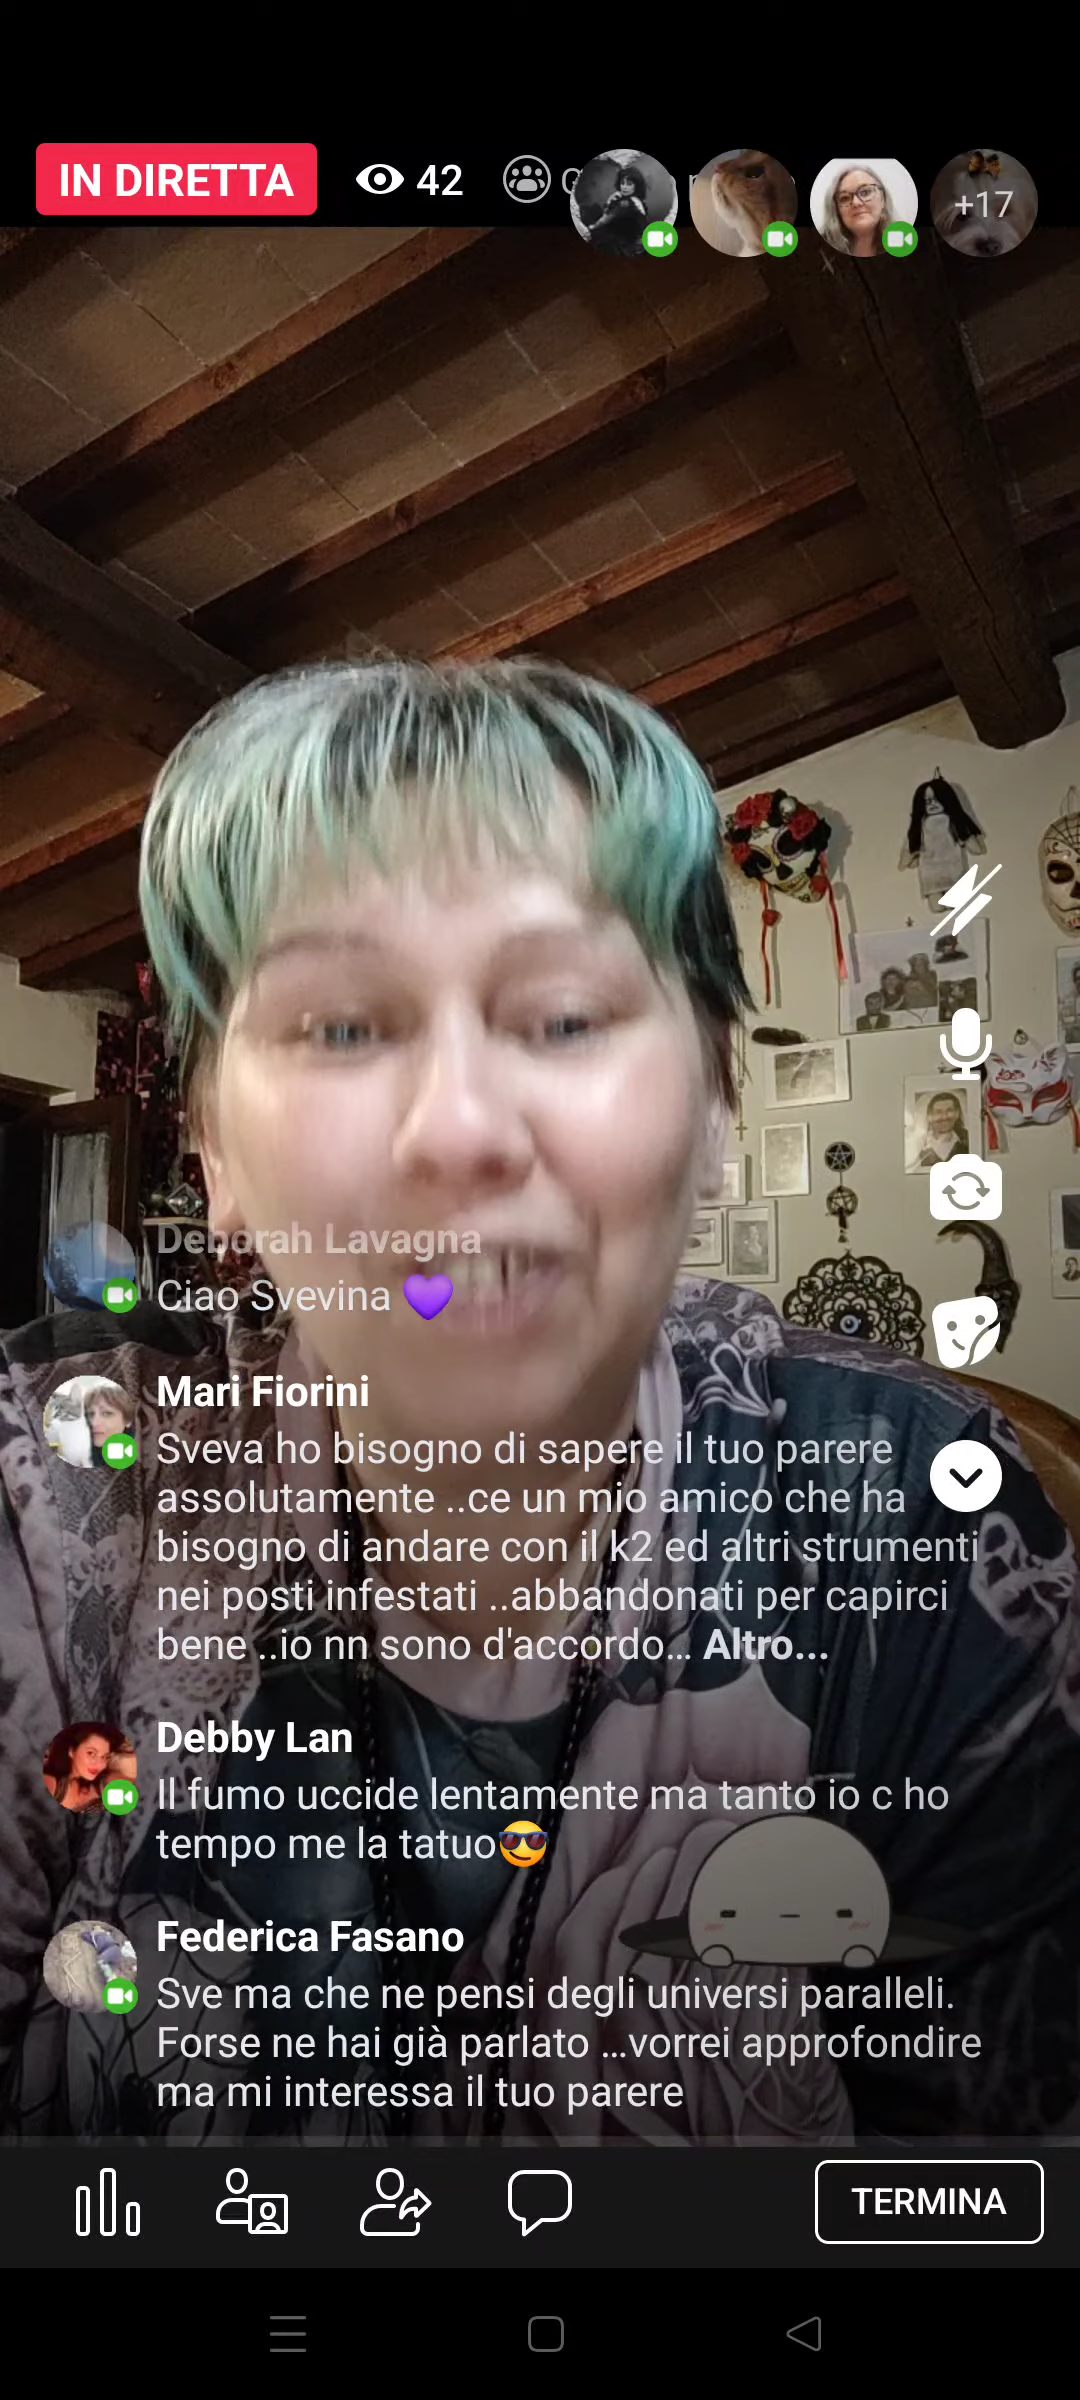 IN DIRETTA
42
+17
Deborah Lavagna
Ciao Svevina 💜
Mari Fiorini
Sveva ho bisogno di sapere il tuo parere
assolutamente ..ce un mio amico che ha
bisogno di andare con il k2 ed altri strumenti
nei posti infestati ..abbandonati per capirci
bene ..io nn sono d'accordo... Altro...
Debby Lan
Il fumo uccide lentamente ma tanto io c ho
tempo me la tatuo😎
Federica Fasano
Sve ma che ne pensi degli universi paralleli.
Forse ne hai già parlato ...vorrei approfondire
ma mi interessa il tuo parere
TERMINA